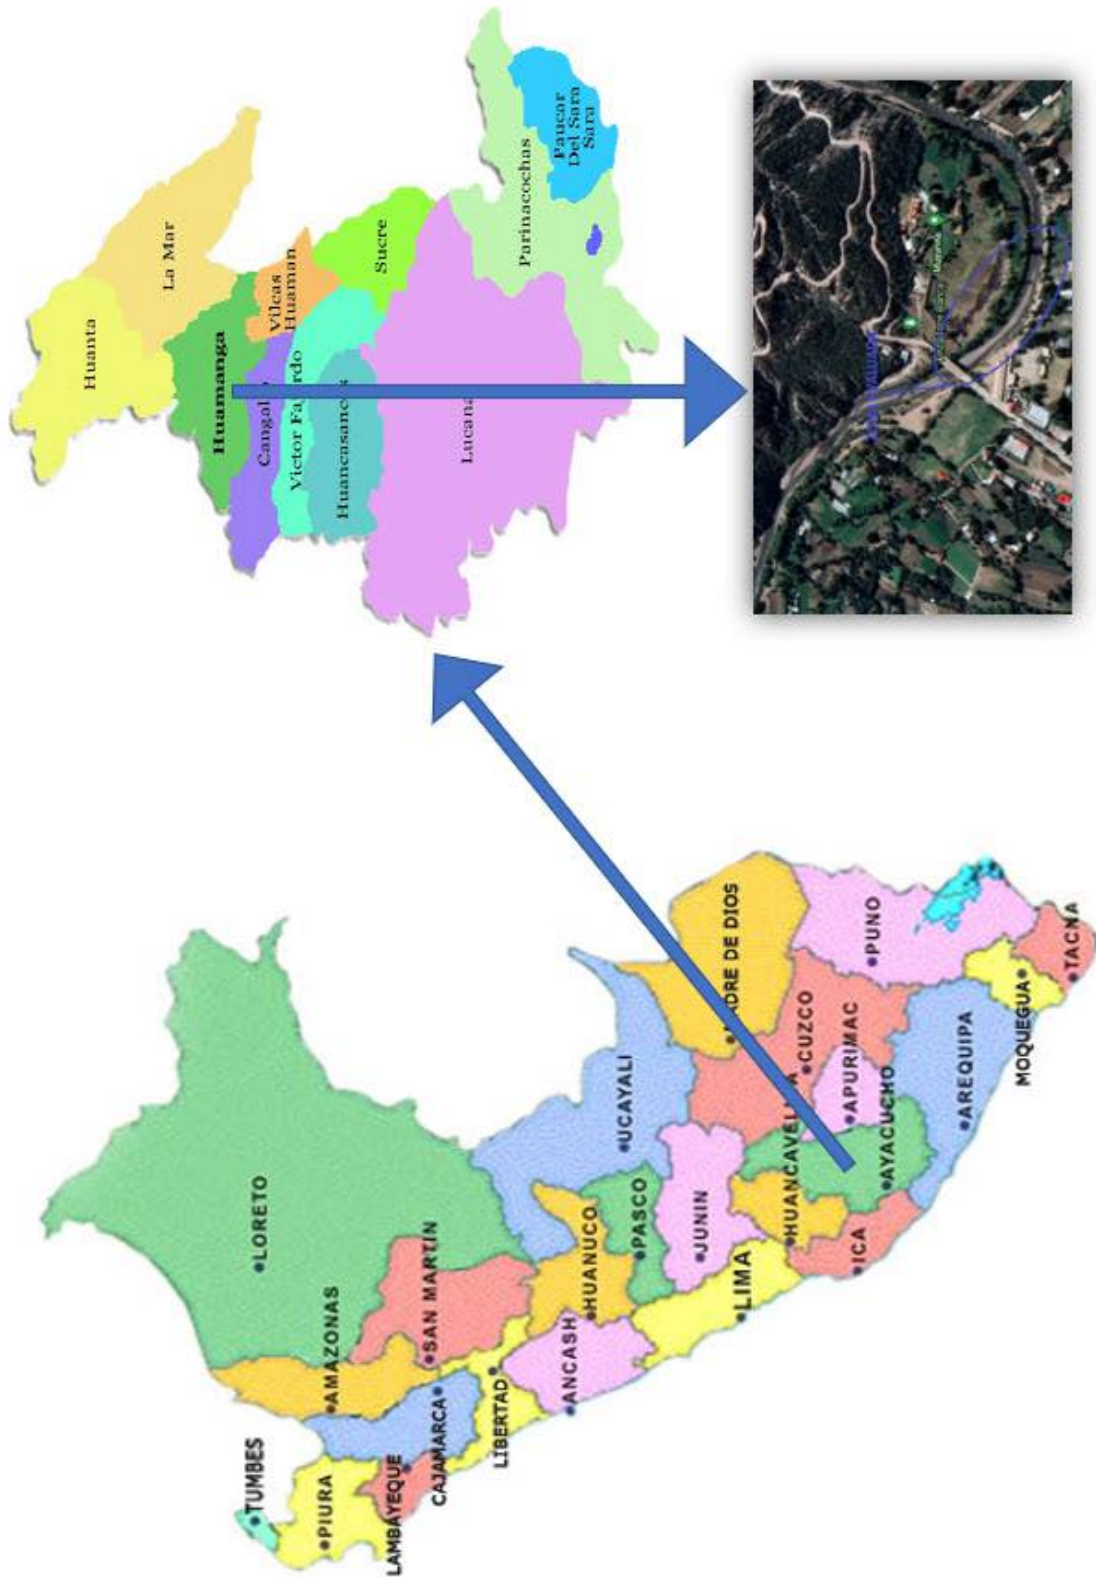 TUMBES
PIURA
LAMBAYEQUE
CAJAMARCA
AMAZONAS
LORETO
SAN MARTIN
LIBERTAD
ANCASH
HUANUCO
UCAYALI
PASCO
JUNIN
LIMA
MADRE DE DIOS
HUANCAVELICA
CUZCO
APURIMAC
ICA
AYACUCHO
PUNO
AREQUIPA
MOQUEGUA
TACNA
Huanta
La Mar
Huamanga
Vilcas
Huaman
Cangallo
Victor Fajardo
Sucre
Huancasancos
Lucanas
Parinacochas
Paucar
Del Sara
Sara